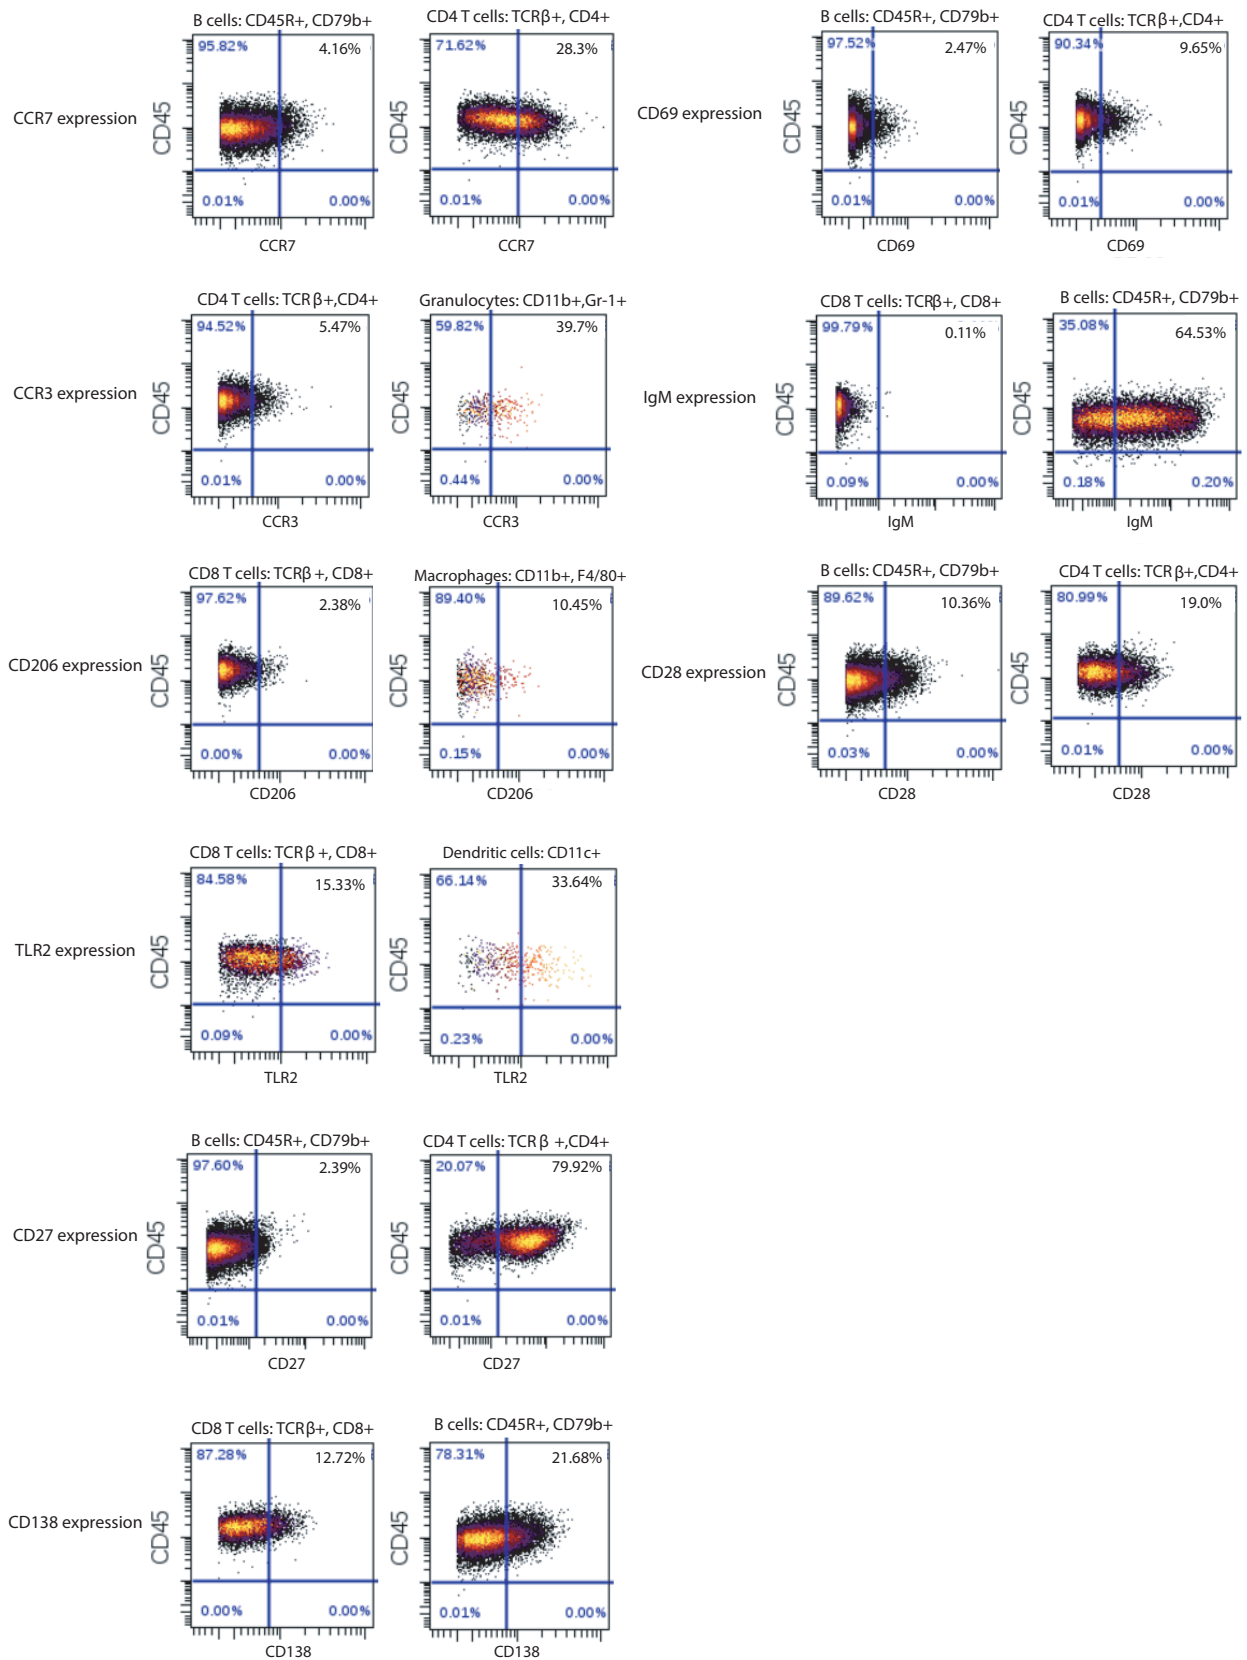 B cells: CD45R+, CD79b+
CD4 T cells: TCRβ+, CD4+
B cells: CD45R+, CD79b+
CD4 T cells: TCRβ+,CD4+
95.82%
4.16%
71.62%
28.3%
97.52%
2.47%
90.34%
9.65%
CCR7 expression
CD45
CD45
CD69 expression
CD45
CD45
0.01%
0.00%
0.01%
0.00%
0.01%
0.00%
0.01%
0.00%
CCR7
CCR7
CD69
CD69
CD4 T cells: TCRβ+,CD4+
Granulocytes: CD11b+,Gr-1+
CD8 T cells: TCRβ+, CD8+
B cells: CD45R+, CD79b+
94.52%
5.47%
59.82%
39.7%
99.79%
0.11%
35.08%
64.53%
CCR3 expression
CD45
CD45
IgM expression
CD45
CD45
0.01%
0.00%
0.44%
0.00%
0.09%
0.00%
0.18%
0.20%
CCR3
CCR3
IgM
IgM
CD8 T cells: TCRβ +, CD8+
Macrophages: CD11b+, F4/80+
B cells: CD45R+, CD79b+
CD4 T cells: TCRβ+,CD4+
97.62%
2.38%
89.40%
10.45%
89.62%
10.36%
80.99%
19.0%
CD206 expression
CD45
CD45
CD28 expression
CD45
CD45
0.00%
0.00%
0.15%
0.00%
0.03%
0.00%
0.01%
0.00%
CD206
CD206
CD28
CD28
CD8 T cells: TCRβ +, CD8+
Dendritic cells: CD11c+
84.58%
15.33%
66.14%
33.64%
TLR2 expression
CD45
CD45
0.09%
0.00%
0.23%
0.00%
TLR2
TLR2
B cells: CD45R+, CD79b+
CD4 T cells: TCRβ +,CD4+
97.60%
2.39%
20.07%
79.92%
CD27 expression
CD45
CD45
0.01%
0.00%
0.01%
0.00%
CD27
CD27
CD8 T cells: TCRβ+, CD8+
B cells: CD45R+, CD79b+
87.28%
12.72%
78.31%
21.68%
CD138 expression
CD45
CD45
0.00%
0.00%
0.01%
0.00%
CD138
CD138